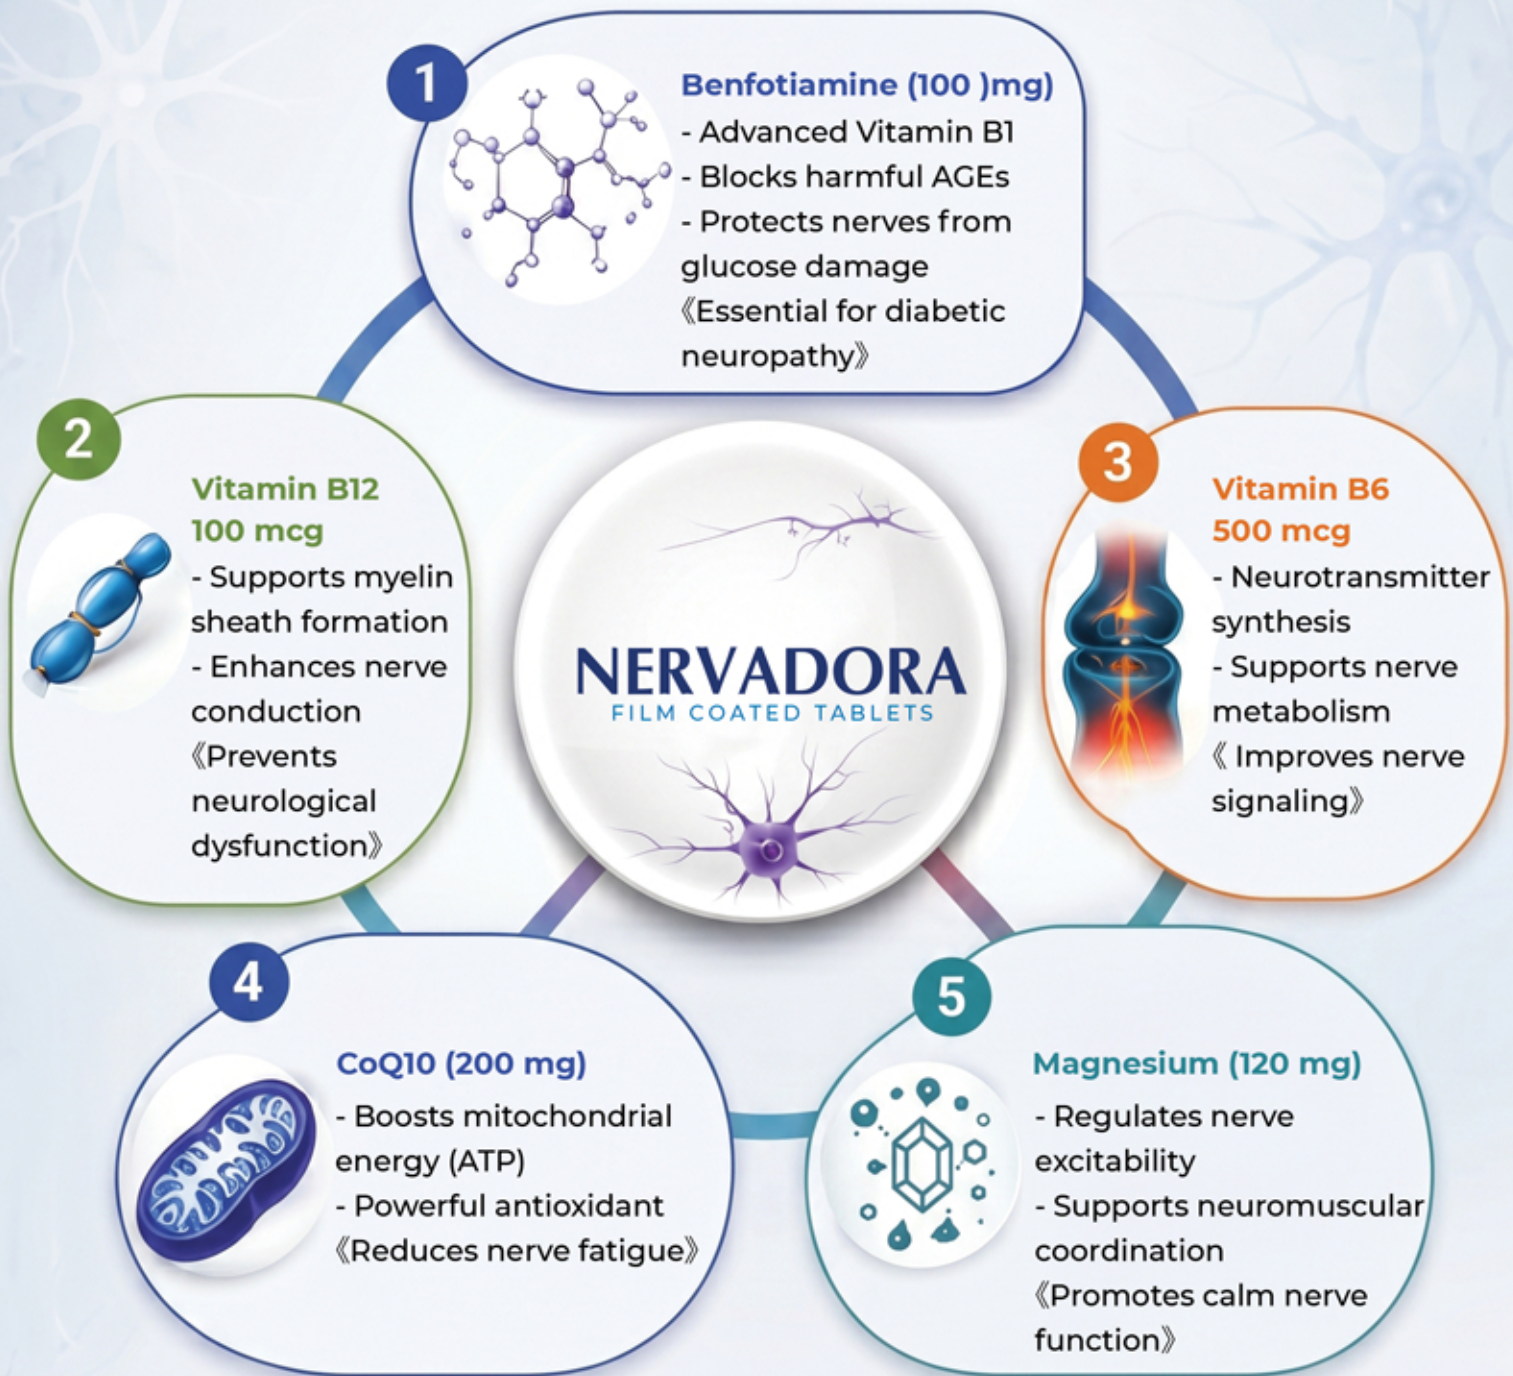 1
Benfotiamine (100 )mg)
- Advanced Vitamin B1
- Blocks harmful AGEs
- Protects nerves from
glucose damage
《Essential for diabetic
neuropathy》
2
Vitamin B12
100 mcg
- Supports myelin
sheath formation
- Enhances nerve
conduction
《Prevents
neurological
dysfunction》
NERVADORA
FILM COATED TABLETS
3
Vitamin B6
500 mcg
- Neurotransmitter
synthesis
- Supports nerve
metabolism
《 Improves nerve
signaling》
4
CoQ10 (200 mg)
- Boosts mitochondrial
energy (ATP)
- Powerful antioxidant
《Reduces nerve fatigue》
5
Magnesium (120 mg)
- Regulates nerve
excitability
- Supports neuromuscular
coordination
《Promotes calm nerve
function》